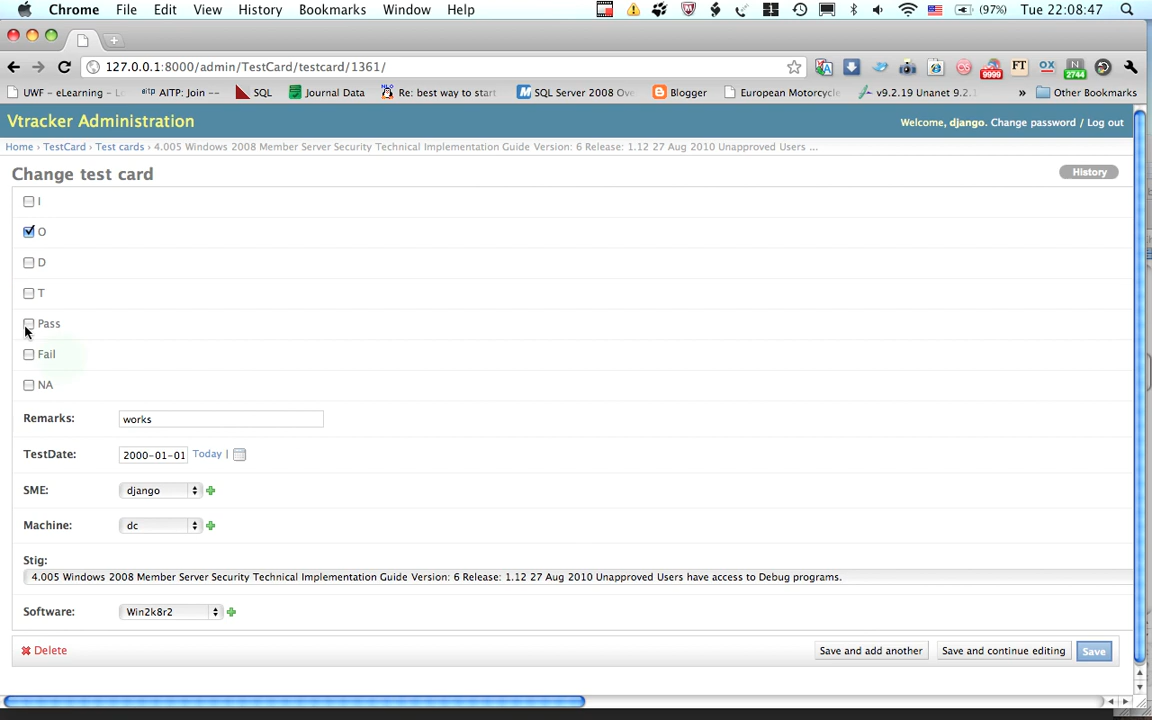 Chrome File Edit View History Bookmarks Window Help (97%) Tue 22:08:47
127.0.0.1:8000/admin/TestCard/testcard/1361/ 9999 FT OX N 2744
UWF - eLearning - L aitp AITP: Join -- SQL Journal Data Re: best way to start SQL Server 2008 Ove Blogger European Motorcycle v9.2.19 Unanet 9.2. » Other Bookmarks
Vtracker Administration Welcome, django. Change password / Log out
Home › TestCard › Test cards › 4.005 Windows 2008 Member Server Security Technical Implementation Guide Version: 6 Release: 1.12 27 Aug 2010 Unapproved Users ...
Change test card History
I
O
D
T
Pass
Fail
NA
Remarks: works
TestDate: 2000-01-01 Today |
SME: django
Machine: dc
Stig:
4.005 Windows 2008 Member Server Security Technical Implementation Guide Version: 6 Release: 1.12 27 Aug 2010 Unapproved Users have access to Debug programs.
Software: Win2k8r2
Delete Save and add another Save and continue editing Save